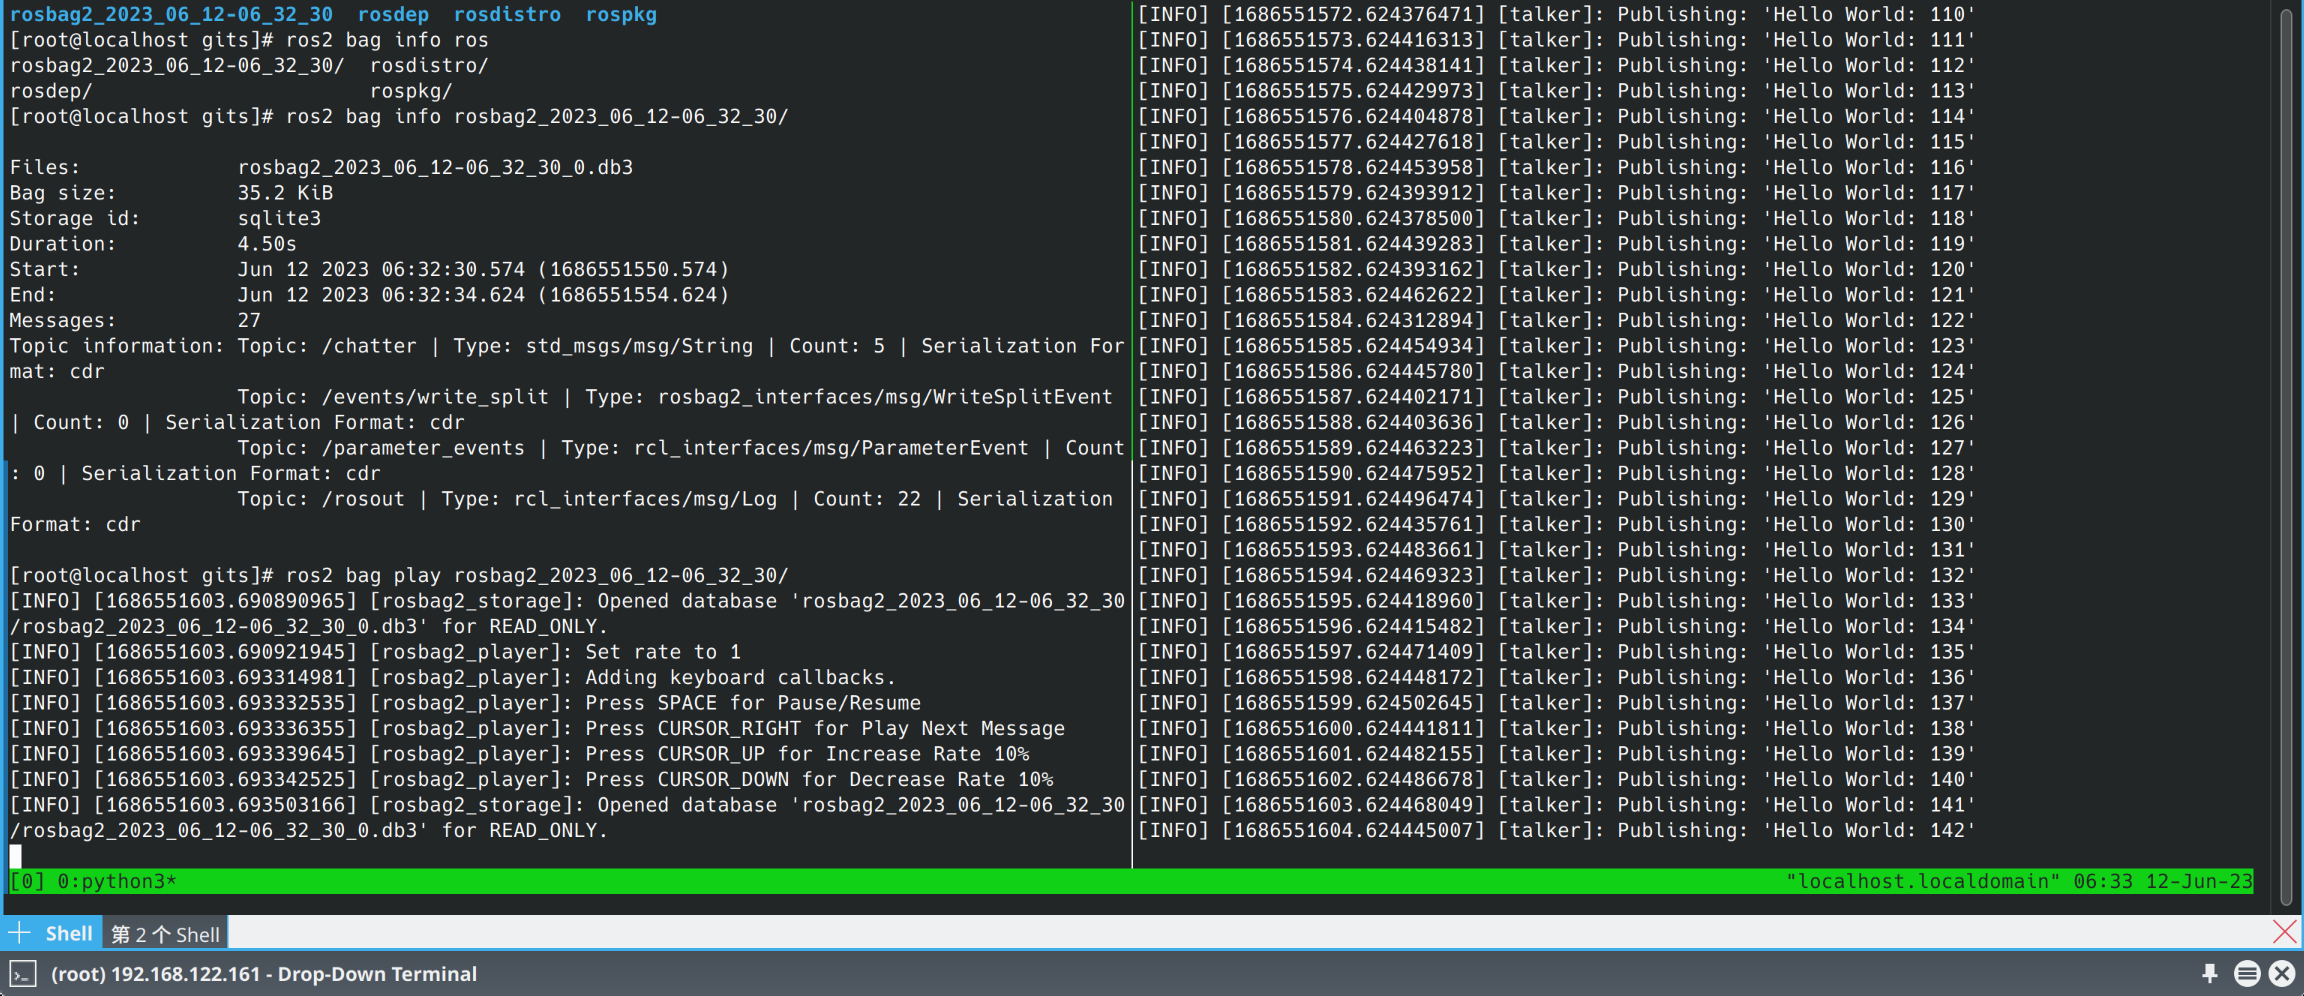 rosbag2_2023_06_12-06_32_30  rosdep  rosdistro  rospkg
[root@localhost gits]# ros2 bag info ros
rosbag2_2023_06_12-06_32_30/  rosdistro/
rosdep/                       rospkg/
[root@localhost gits]# ros2 bag info rosbag2_2023_06_12-06_32_30/
Files:             rosbag2_2023_06_12-06_32_30_0.db3
Bag size:          35.2 KiB
Storage id:        sqlite3
Duration:          4.50s
Start:             Jun 12 2023 06:32:30.574 (1686551550.574)
End:               Jun 12 2023 06:32:34.624 (1686551554.624)
Messages:          27
Topic information: Topic: /chatter | Type: std_msgs/msg/String | Count: 5 | Serialization For
mat: cdr
                   Topic: /events/write_split | Type: rosbag2_interfaces/msg/WriteSplitEvent
| Count: 0 | Serialization Format: cdr
                   Topic: /parameter_events | Type: rcl_interfaces/msg/ParameterEvent | Count
: 0 | Serialization Format: cdr
                   Topic: /rosout | Type: rcl_interfaces/msg/Log | Count: 22 | Serialization
Format: cdr
[root@localhost gits]# ros2 bag play rosbag2_2023_06_12-06_32_30/
[INFO] [1686551603.690890965] [rosbag2_storage]: Opened database 'rosbag2_2023_06_12-06_32_30
/rosbag2_2023_06_12-06_32_30_0.db3' for READ_ONLY.
[INFO] [1686551603.690921945] [rosbag2_player]: Set rate to 1
[INFO] [1686551603.693314981] [rosbag2_player]: Adding keyboard callbacks.
[INFO] [1686551603.693332535] [rosbag2_player]: Press SPACE for Pause/Resume
[INFO] [1686551603.693336355] [rosbag2_player]: Press CURSOR_RIGHT for Play Next Message
[INFO] [1686551603.693339645] [rosbag2_player]: Press CURSOR_UP for Increase Rate 10%
[INFO] [1686551603.693342525] [rosbag2_player]: Press CURSOR_DOWN for Decrease Rate 10%
[INFO] [1686551603.693503166] [rosbag2_storage]: Opened database 'rosbag2_2023_06_12-06_32_30
/rosbag2_2023_06_12-06_32_30_0.db3' for READ_ONLY.
[INFO] [1686551572.624376471] [talker]: Publishing: 'Hello World: 110'
[INFO] [1686551573.624416313] [talker]: Publishing: 'Hello World: 111'
[INFO] [1686551574.624438141] [talker]: Publishing: 'Hello World: 112'
[INFO] [1686551575.624429973] [talker]: Publishing: 'Hello World: 113'
[INFO] [1686551576.624404878] [talker]: Publishing: 'Hello World: 114'
[INFO] [1686551577.624427618] [talker]: Publishing: 'Hello World: 115'
[INFO] [1686551578.624453958] [talker]: Publishing: 'Hello World: 116'
[INFO] [1686551579.624393912] [talker]: Publishing: 'Hello World: 117'
[INFO] [1686551580.624378500] [talker]: Publishing: 'Hello World: 118'
[INFO] [1686551581.624439283] [talker]: Publishing: 'Hello World: 119'
[INFO] [1686551582.624393162] [talker]: Publishing: 'Hello World: 120'
[INFO] [1686551583.624462622] [talker]: Publishing: 'Hello World: 121'
[INFO] [1686551584.624312894] [talker]: Publishing: 'Hello World: 122'
[INFO] [1686551585.624454934] [talker]: Publishing: 'Hello World: 123'
[INFO] [1686551586.624445780] [talker]: Publishing: 'Hello World: 124'
[INFO] [1686551587.624402171] [talker]: Publishing: 'Hello World: 125'
[INFO] [1686551588.624403636] [talker]: Publishing: 'Hello World: 126'
[INFO] [1686551589.624463223] [talker]: Publishing: 'Hello World: 127'
[INFO] [1686551590.624475952] [talker]: Publishing: 'Hello World: 128'
[INFO] [1686551591.624496474] [talker]: Publishing: 'Hello World: 129'
[INFO] [1686551592.624435761] [talker]: Publishing: 'Hello World: 130'
[INFO] [1686551593.624483661] [talker]: Publishing: 'Hello World: 131'
[INFO] [1686551594.624469323] [talker]: Publishing: 'Hello World: 132'
[INFO] [1686551595.624418960] [talker]: Publishing: 'Hello World: 133'
[INFO] [1686551596.624415482] [talker]: Publishing: 'Hello World: 134'
[INFO] [1686551597.624471409] [talker]: Publishing: 'Hello World: 135'
[INFO] [1686551598.624448172] [talker]: Publishing: 'Hello World: 136'
[INFO] [1686551599.624502645] [talker]: Publishing: 'Hello World: 137'
[INFO] [1686551600.624441811] [talker]: Publishing: 'Hello World: 138'
[INFO] [1686551601.624482155] [talker]: Publishing: 'Hello World: 139'
[INFO] [1686551602.624486678] [talker]: Publishing: 'Hello World: 140'
[INFO] [1686551603.624468049] [talker]: Publishing: 'Hello World: 141'
[INFO] [1686551604.624445007] [talker]: Publishing: 'Hello World: 142'
[0] 0:python3*    "localhost.localdomain" 06:33 12-Jun-23
Shell  第 2 个 Shell
(root) 192.168.122.161 - Drop-Down Terminal